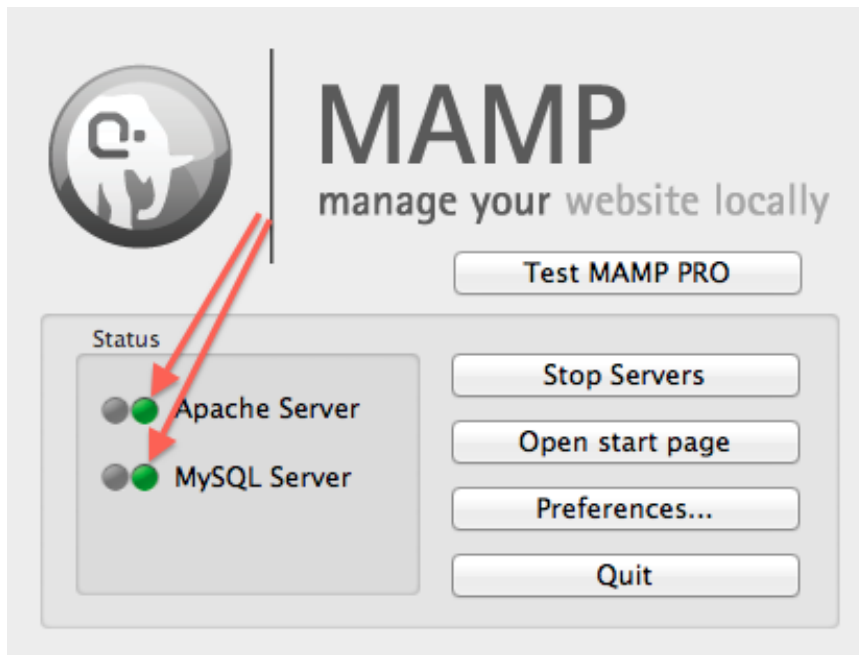 MAMP
manage your website locally
Test MAMP PRO
Status
Apache Server
MySQL Server
Stop Servers
Open start page
Preferences...
Quit